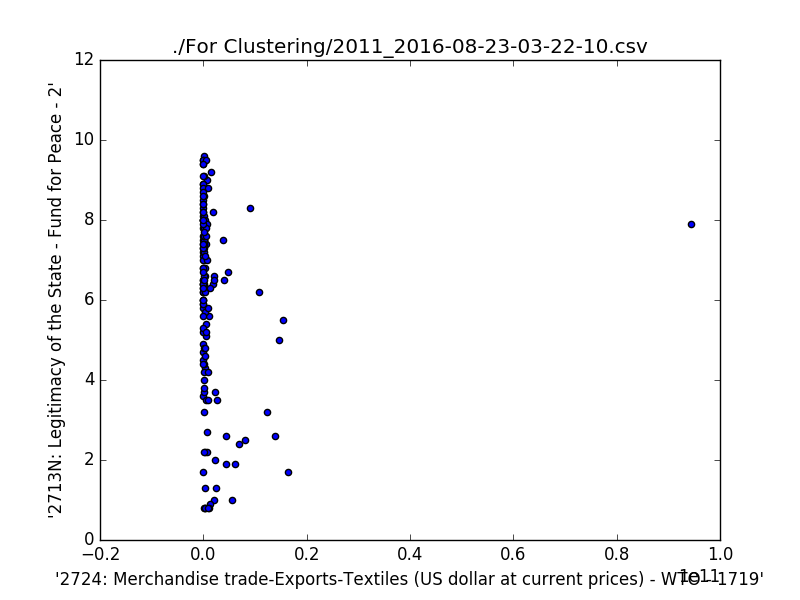 ./For Clustering/2011_2016-08-23-03-22-10.csv
12
10
8
6
4
2
0
'2713N: Legitimacy of the State - Fund for Peace - 2'
−0.2 0.0 0.2 0.4 0.6 0.8 1.0
1e11
'2724: Merchandise trade-Exports-Textiles (US dollar at current prices) - WTO - 1719'